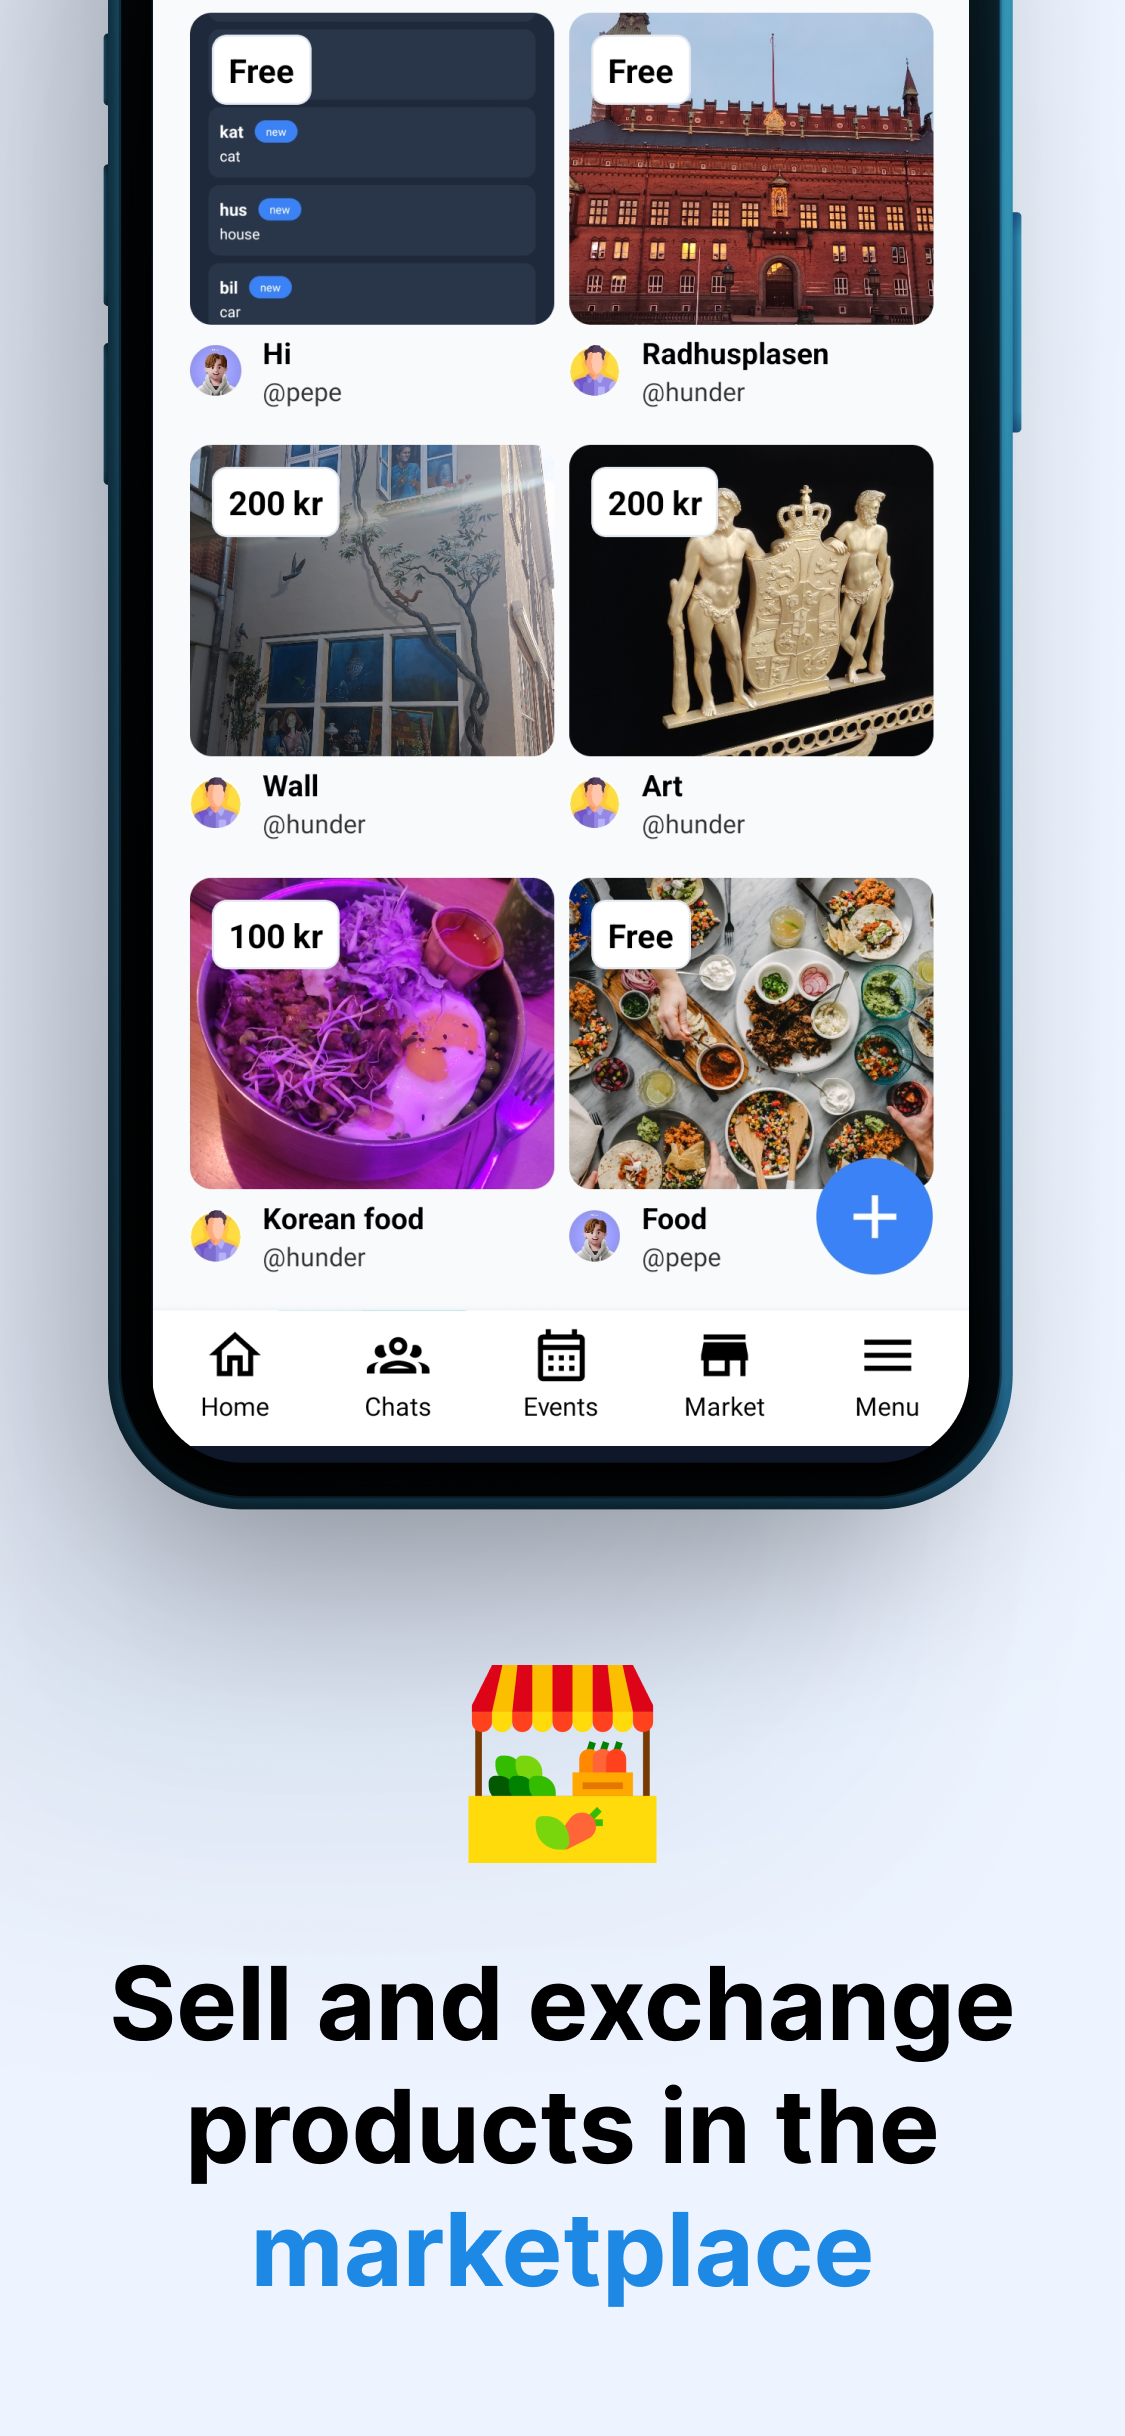 Free
kat new
cat
hus new
house
bil new
car
Hi
@pepe
Free
Radhusplasen
@hunder
200 kr
Wall
@hunder
200 kr
Art
@hunder
100 kr
Korean food
@hunder
Free
Food
@pepe
Home
Chats
Events
Market
Menu
Sell and exchange
products in the
marketplace